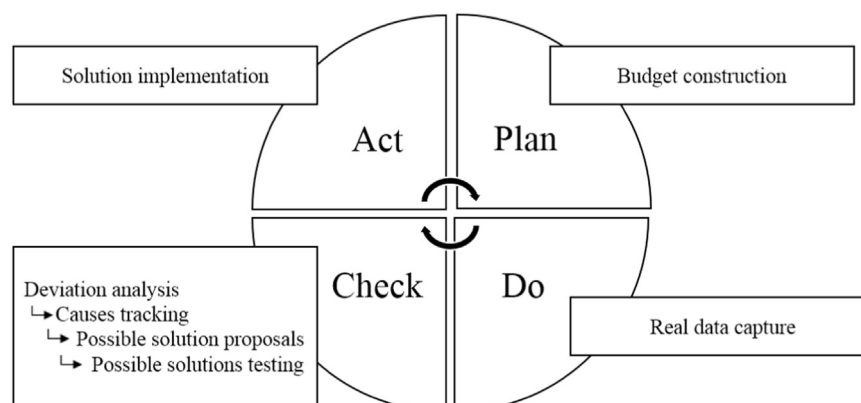 Solution implementation
Budget construction
Act
Plan
Check
Do
Deviation analysis
Causes tracking
Possible solution proposals
Possible solutions testing
Real data capture